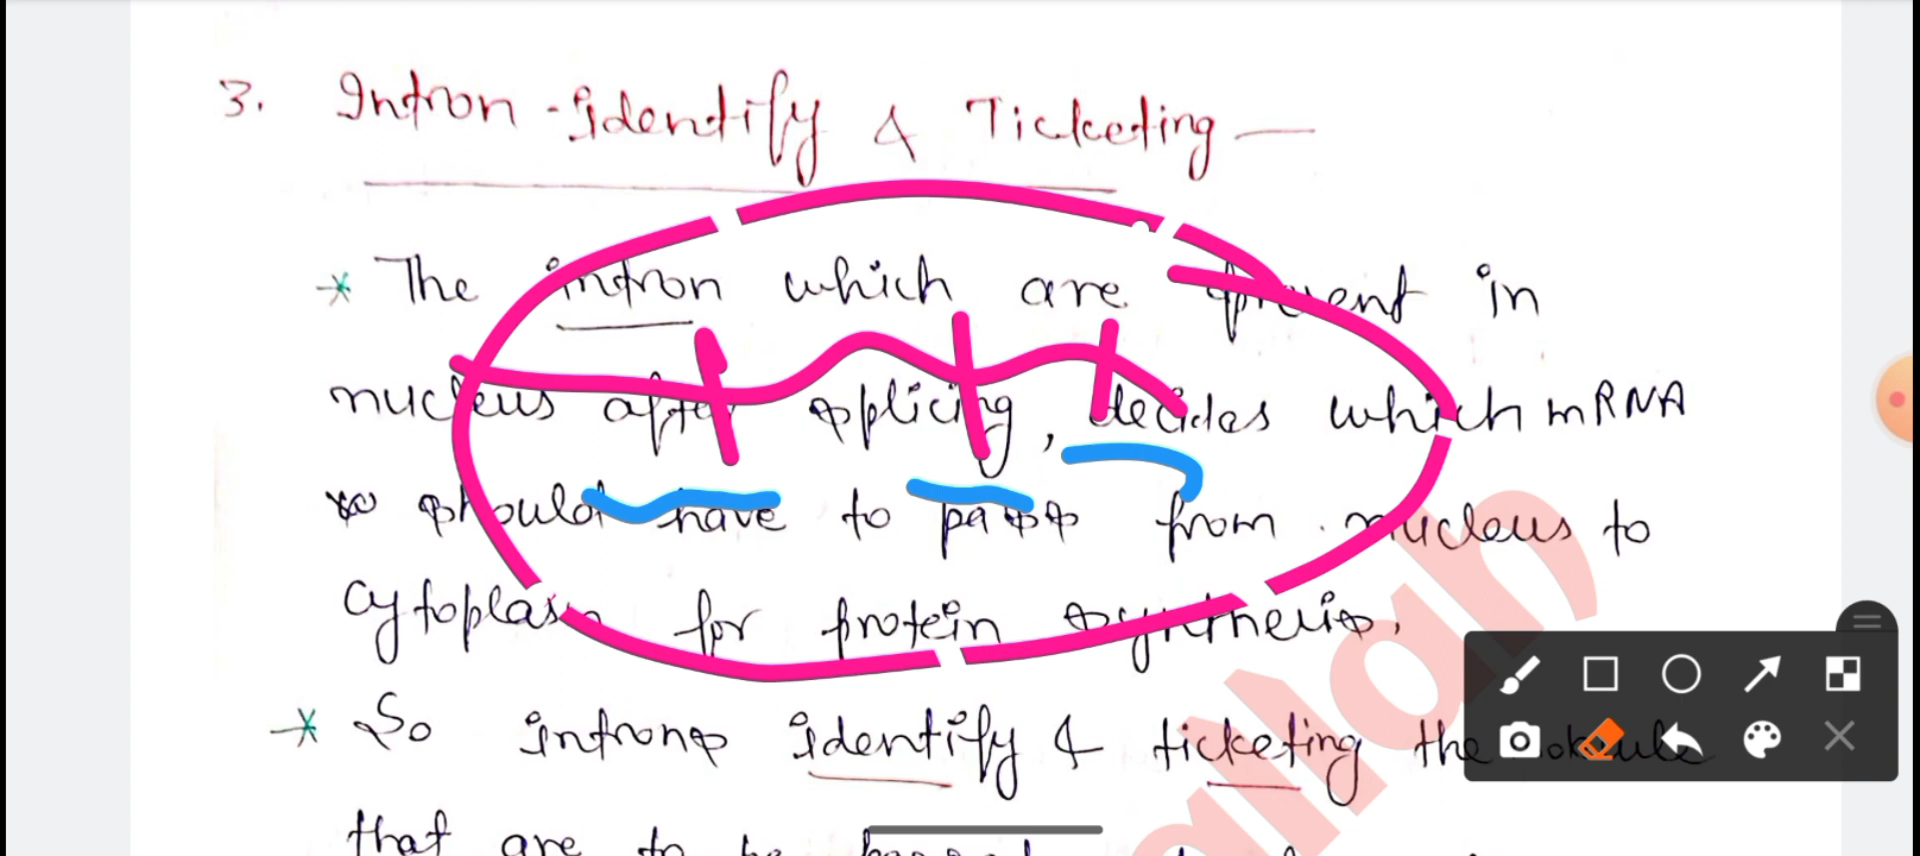 3. Intron - Identify & Ticketing —
* The intron which are present in
nucleus after splicing, decides which mRNA
should have to pass from nucleus to
cytoplasm for protein synthesis.
* So introns identify & ticketing the
that are to be